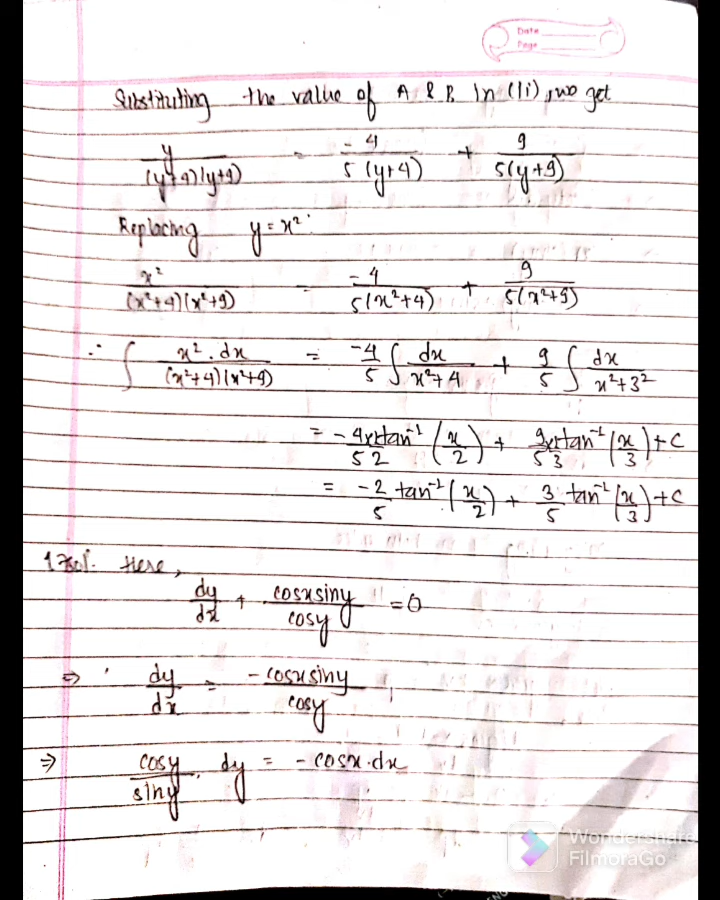 Date
Page
Substituting the value of A & B in (ii), we get
y/((y+4)(y+9)) = -4/(5(y+4)) + 9/(5(y+9))
Replacing y = x²
x²/((x²+4)(x²+9)) = -4/(5(x²+4)) + 9/(5(x²+9))
∴ ∫ x².dx/((x²+4)(x²+9)) = -4/5 ∫ dx/(x²+4) + 9/5 ∫ dx/(x²+3²)
= -4/5 × 1/2 tan⁻¹(x/2) + 9/5 × 1/3 tan⁻¹(x/3) + C
= -2/5 tan⁻¹(x/2) + 3/5 tan⁻¹(x/3) + C
17sol. Here,
dy/dx + cosx siny/cosy = 0
⇒ dy/dx = -cosx siny/cosy
⇒ cosy/siny . dy = - cosx.dx
Wondershare
FilmoraGo